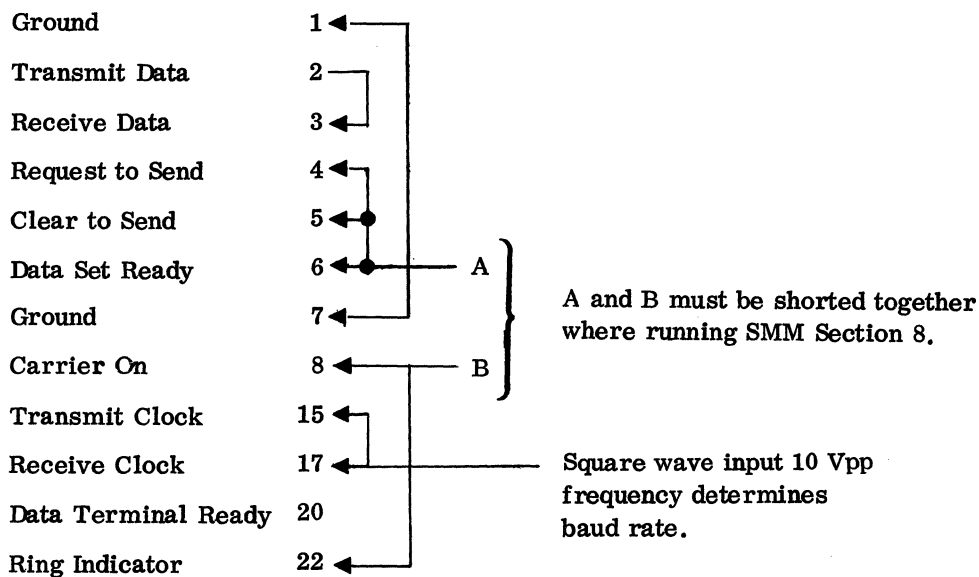 Ground 1
Transmit Data 2
Receive Data 3
Request to Send 4
Clear to Send 5
Data Set Ready 6 A
Ground 7
Carrier On 8 B
Transmit Clock 15
Receive Clock 17
Data Terminal Ready 20
Ring Indicator 22
A and B must be shorted together
where running SMM Section 8.
Square wave input 10 Vpp
frequency determines
baud rate.